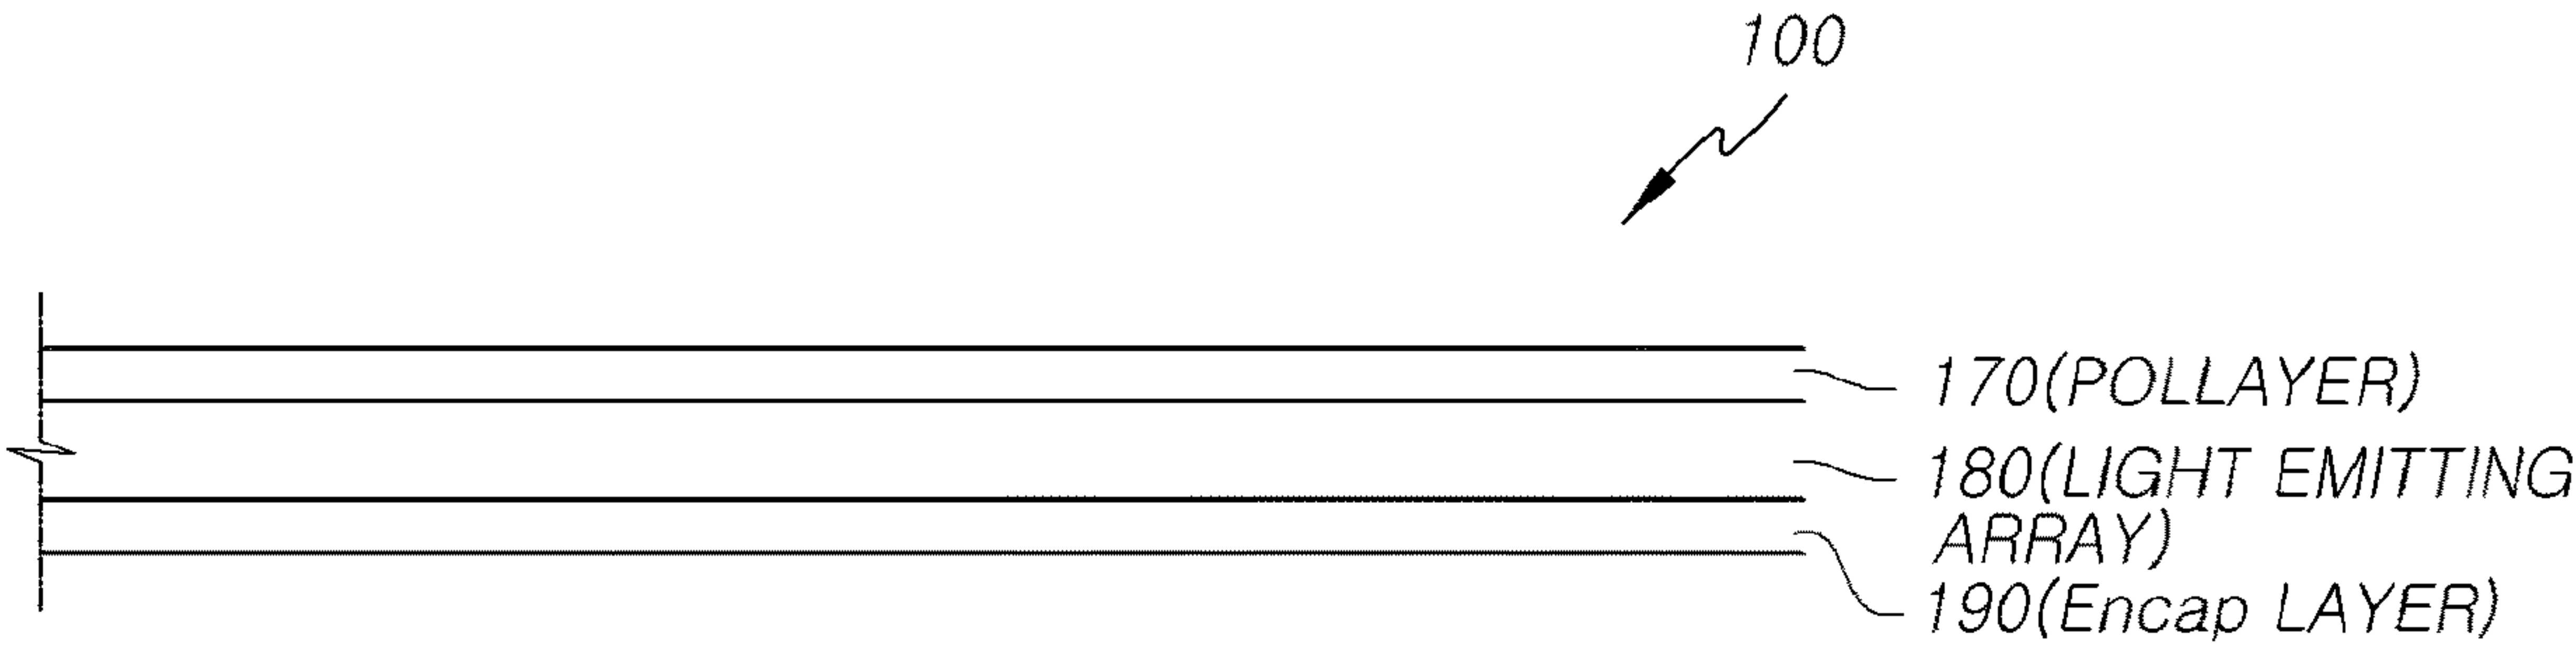 100
170(POLLAYER)
180(LIGHT EMITTING
ARRAY)
190(Encap LAYER)